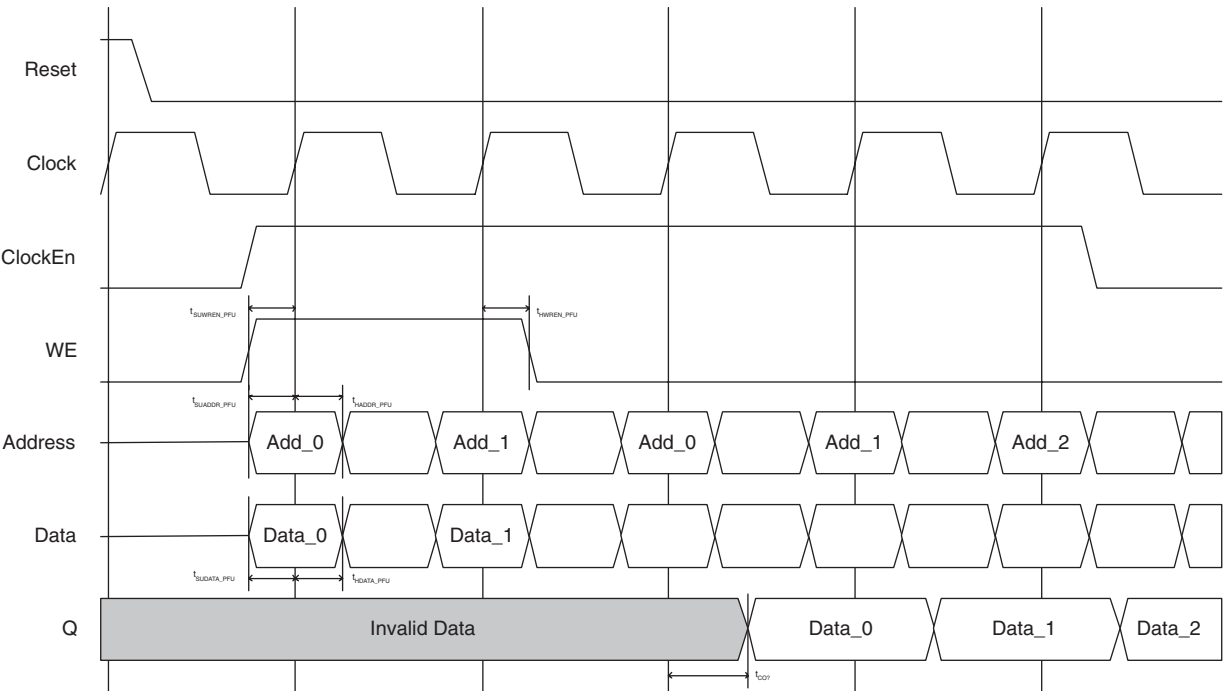 Reset
Clock
ClockEn
tSUWREN_PFU tHWREN_PFU
WE
tSUADDR_PFU tHADDR_PFU
Address Add_0 Add_1 Add_0 Add_1 Add_2
Data Data_0 Data_1
tSUDATA_PFU tHDATA_PFU
Q Invalid Data Data_0 Data_1 Data_2
tCO?